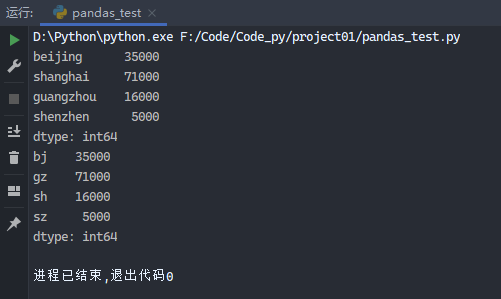 运行: pandas_test
D:\Python\python.exe F:/Code/Code_py/project01/pandas_test.py
beijing      35000
shanghai     71000
guangzhou    16000
shenzhen      5000
dtype: int64
bj    35000
gz    71000
sh    16000
sz     5000
dtype: int64
进程已结束,退出代码0